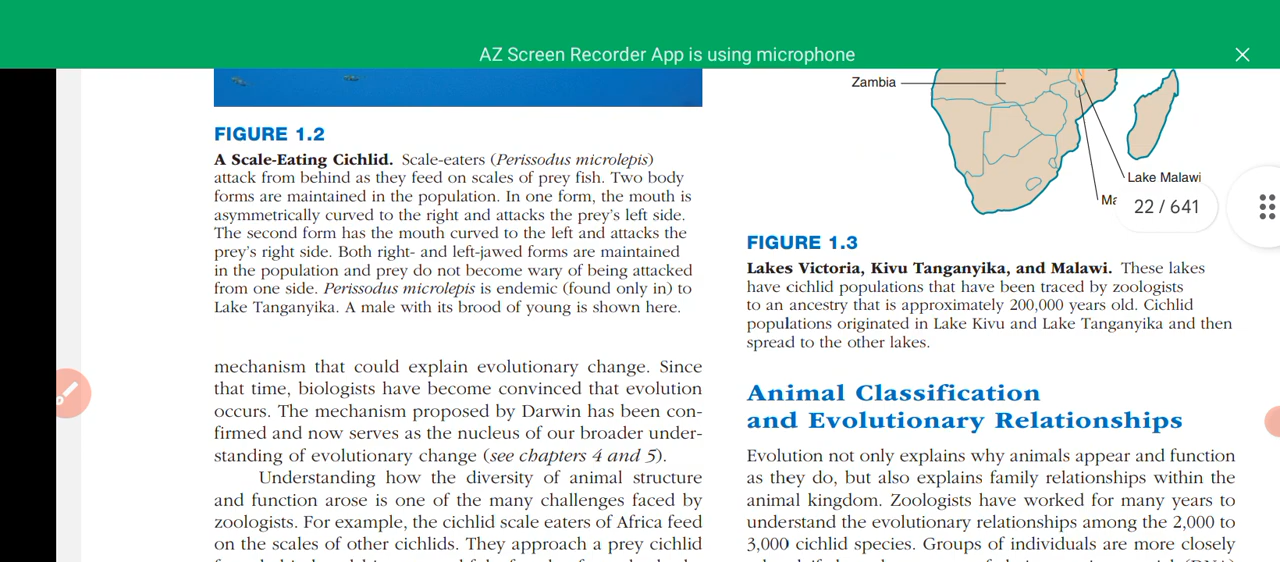 AZ Screen Recorder App is using microphone
FIGURE 1.2
A Scale-Eating Cichlid. Scale-eaters (Perissodus microlepis)
attack from behind as they feed on scales of prey fish. Two body
forms are maintained in the population. In one form, the mouth is
asymmetrically curved to the right and attacks the prey's left side.
The second form has the mouth curved to the left and attacks the
prey's right side. Both right- and left-jawed forms are maintained
in the population and prey do not become wary of being attacked
from one side. Perissodus microlepis is endemic (found only in) to
Lake Tanganyika. A male with its brood of young is shown here.
mechanism that could explain evolutionary change. Since
that time, biologists have become convinced that evolution
occurs. The mechanism proposed by Darwin has been con-
firmed and now serves as the nucleus of our broader under-
standing of evolutionary change (see chapters 4 and 5).
Understanding how the diversity of animal structure
and function arose is one of the many challenges faced by
zoologists. For example, the cichlid scale eaters of Africa feed
on the scales of other cichlids. They approach a prey cichlid
Zambia
Lake Malawi
Ma
22 / 641
FIGURE 1.3
Lakes Victoria, Kivu Tanganyika, and Malawi. These lakes
have cichlid populations that have been traced by zoologists
to an ancestry that is approximately 200,000 years old. Cichlid
populations originated in Lake Kivu and Lake Tanganyika and then
spread to the other lakes.
Animal Classification
and Evolutionary Relationships
Evolution not only explains why animals appear and function
as they do, but also explains family relationships within the
animal kingdom. Zoologists have worked for many years to
understand the evolutionary relationships among the 2,000 to
3,000 cichlid species. Groups of individuals are more closely